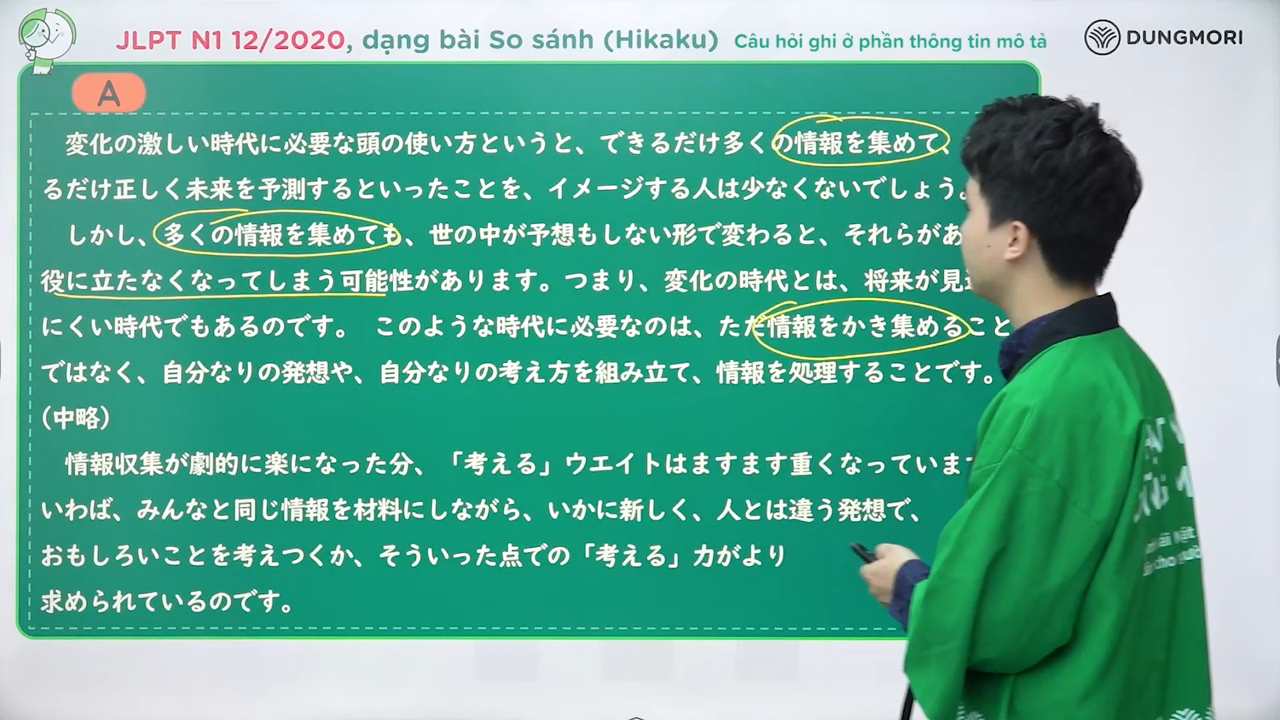 JLPT N1 12/2020, dạng bài So sánh (Hikaku) Câu hỏi ghi ở phần thông tin mô tả
DUNGMORI
A
変化の激しい時代に必要な頭の使い方というと、できるだけ多くの情報を集めて、
るだけ正しく未来を予測するといったことを、イメージする人は少なくないでしょう。
しかし、多くの情報を集めても、世の中が予想もしない形で変わると、それらがあ
役に立たなくなってしまう可能性があります。つまり、変化の時代とは、将来が見
にくい時代でもあるのです。 このような時代に必要なのは、ただ情報をかき集めること
ではなく、自分なりの発想や、自分なりの考え方を組み立て、情報を処理することです。
(中略)
情報収集が劇的に楽になった分、「考える」ウエイトはますます重くなっていま
いわば、みんなと同じ情報を材料にしながら、いかに新しく、人とは違う発想で、
おもしろいことを考えつくか、そういった点での「考える」力がより
求められているのです。